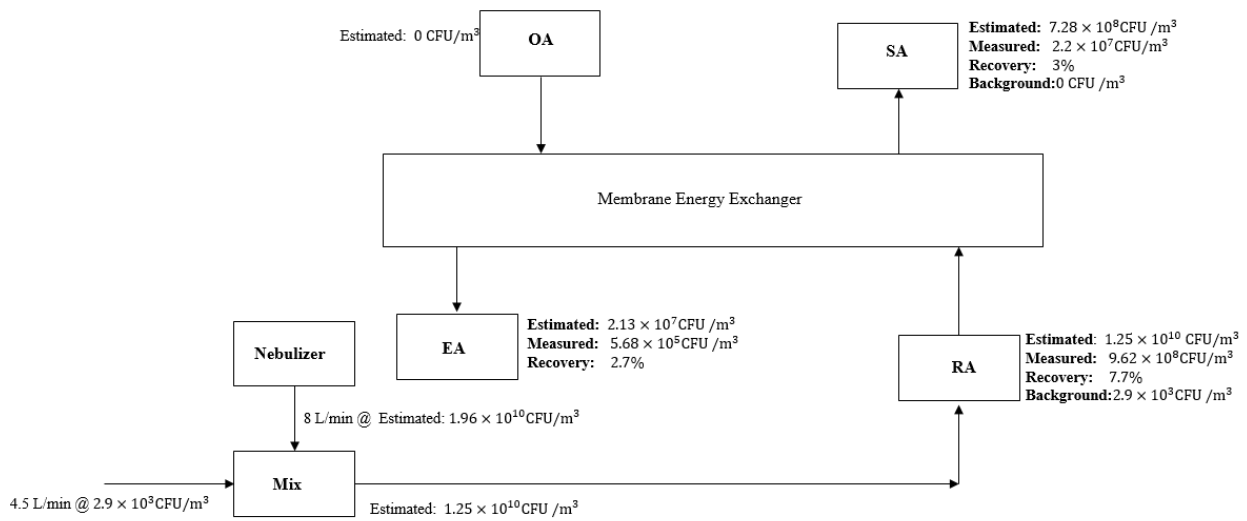 Estimated: 0 CFU/m³
OA
SA
Estimated: 7.28 × 10⁸CFU /m³
Measured: 2.2 × 10⁷CFU/m³
Recovery: 3%
Background:0 CFU /m³
Membrane Energy Exchanger
Nebulizer
EA
Estimated: 2.13 × 10⁷CFU /m³
Measured: 5.68 × 10⁵CFU /m³
Recovery: 2.7%
RA
Estimated: 1.25 × 10¹⁰ CFU/m³
Measured: 9.62 × 10⁸CFU/m³
Recovery: 7.7%
Background:2.9 × 10³CFU/m³
8 L/min @ Estimated: 1.96 × 10¹⁰CFU/m³
Mix
4.5 L/min @ 2.9 × 10³CFU/m³
Estimated: 1.25 × 10¹⁰CFU /m³